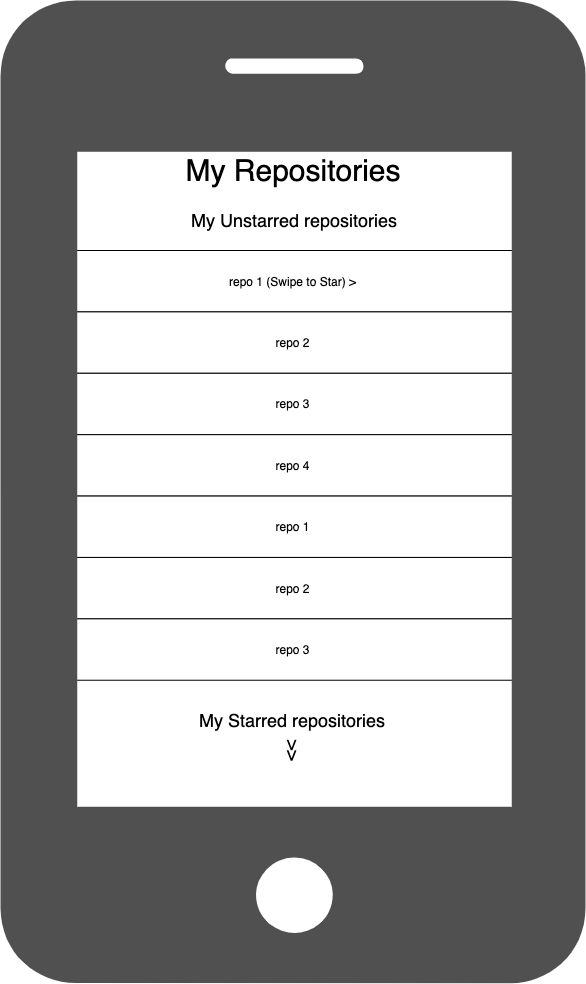 My Repositories
My Unstarred repositories
repo 1 (Swipe to Star) >
repo 2
repo 3
repo 4
repo 1
repo 2
repo 3
My Starred repositories
>>